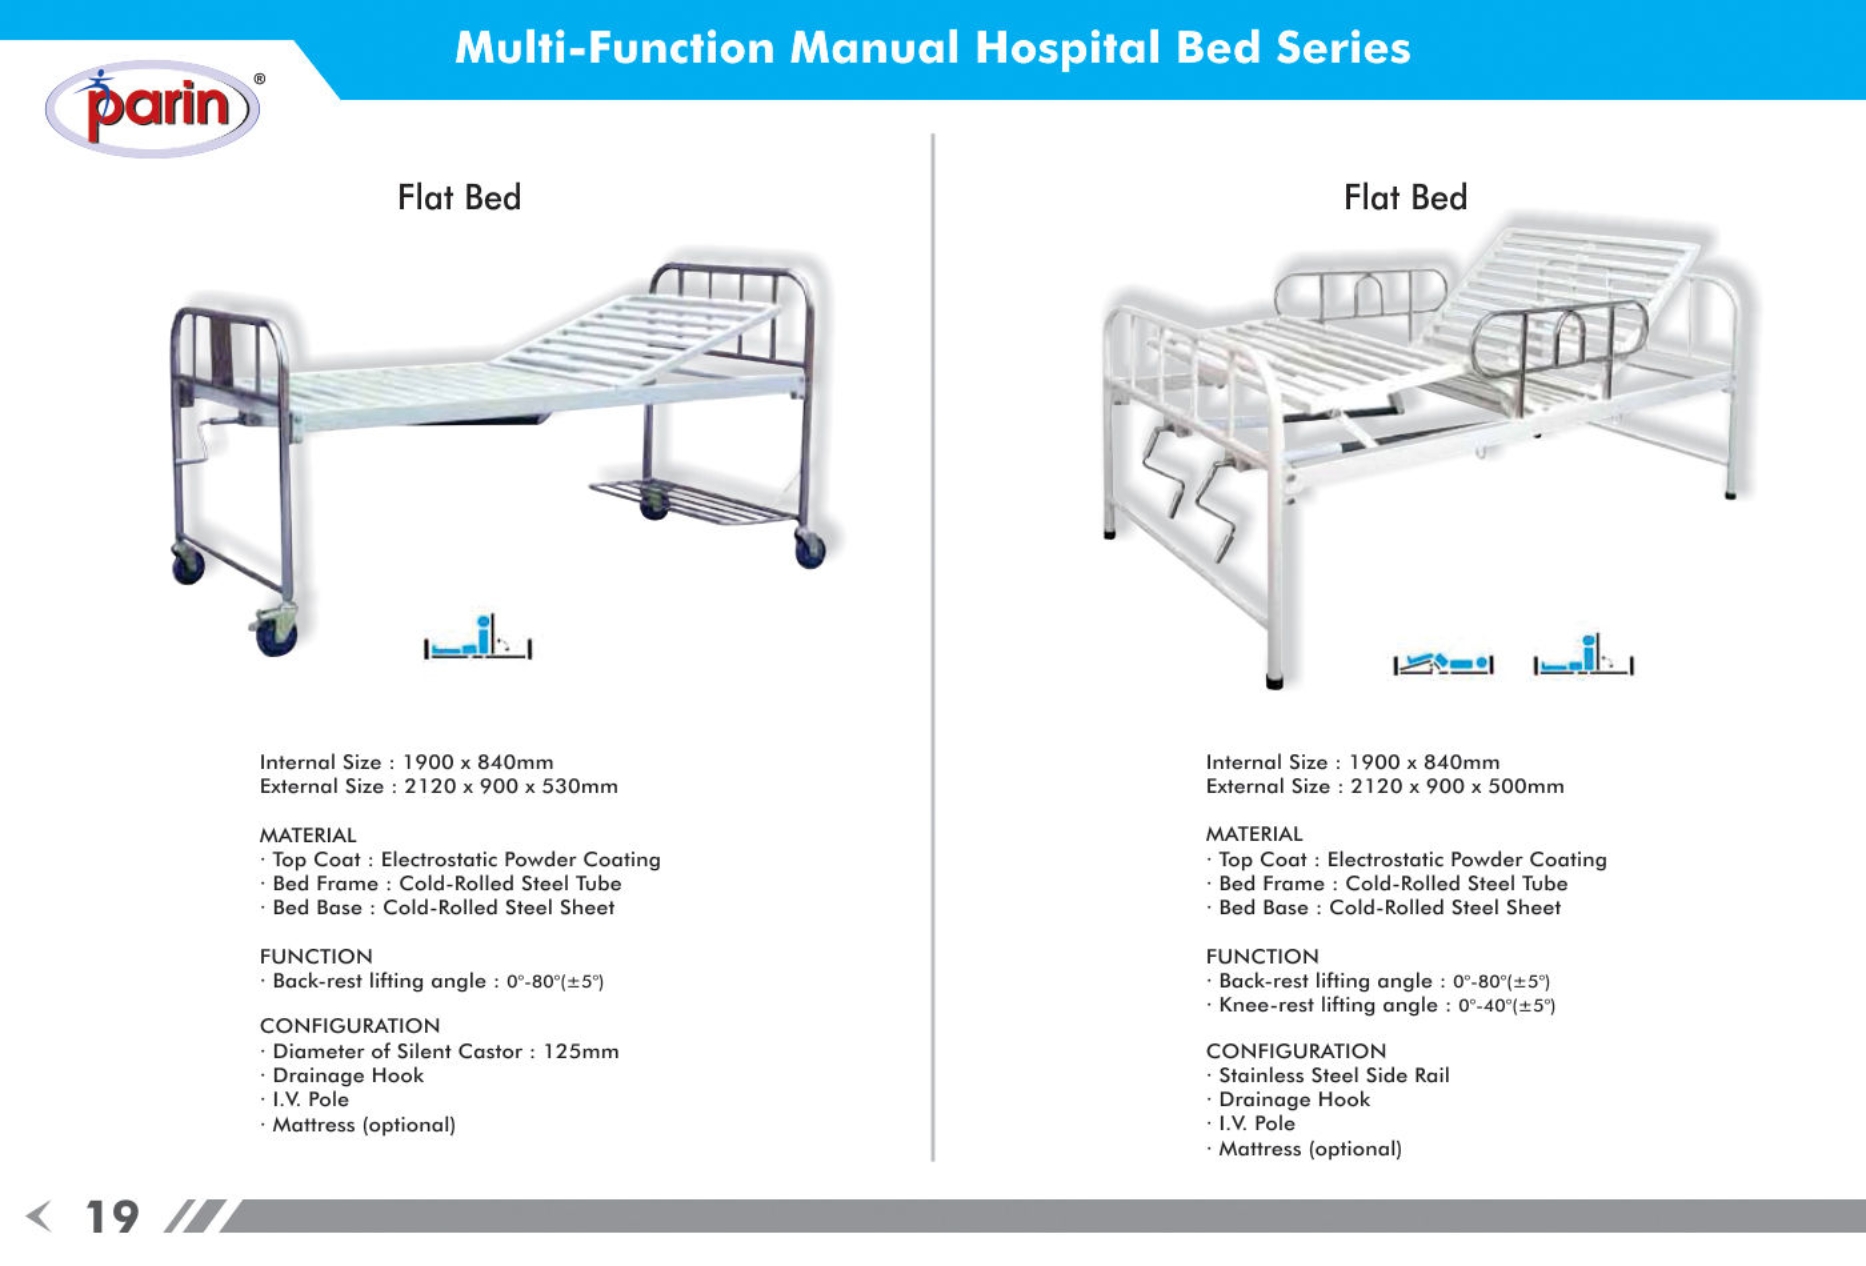 Multi-Function Manual Hospital Bed Series
parin®
Flat Bed
Internal Size : 1900 x 840mm
External Size : 2120 x 900 x 530mm
MATERIAL
· Top Coat : Electrostatic Powder Coating
· Bed Frame : Cold-Rolled Steel Tube
· Bed Base : Cold-Rolled Steel Sheet
FUNCTION
· Back-rest lifting angle : 0°-80°(±5°)
CONFIGURATION
· Diameter of Silent Castor : 125mm
· Drainage Hook
· I.V. Pole
· Mattress (optional)
Flat Bed
Internal Size : 1900 x 840mm
External Size : 2120 x 900 x 500mm
MATERIAL
· Top Coat : Electrostatic Powder Coating
· Bed Frame : Cold-Rolled Steel Tube
· Bed Base : Cold-Rolled Steel Sheet
FUNCTION
· Back-rest lifting angle : 0°-80°(±5°)
· Knee-rest lifting angle : 0°-40°(±5°)
CONFIGURATION
· Stainless Steel Side Rail
· Drainage Hook
· I.V. Pole
· Mattress (optional)
19